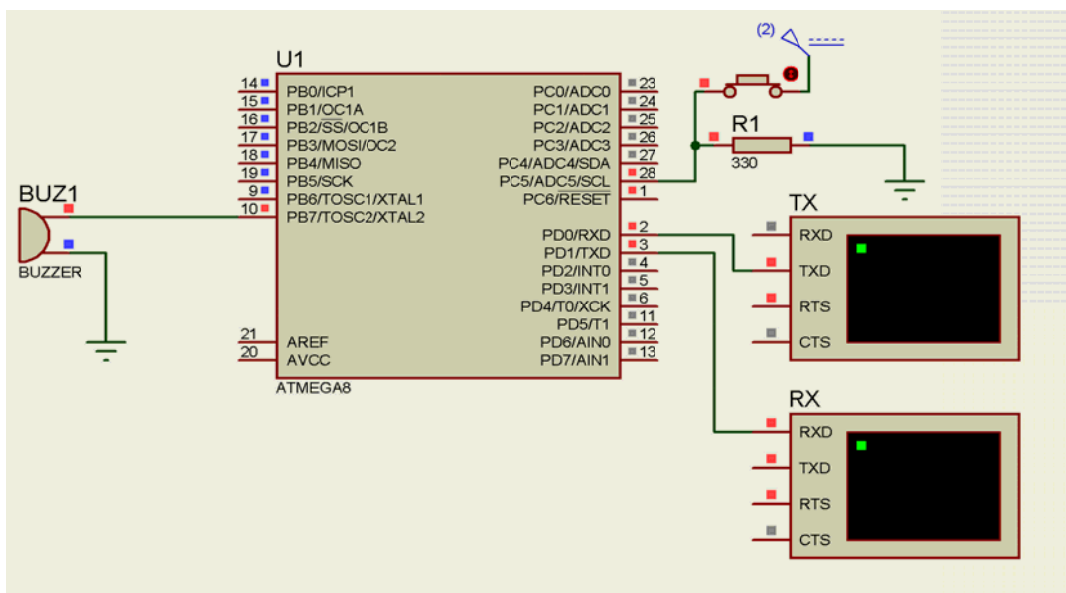 U1
14 PB0/ICP1
15 PB1/OC1A
16 PB2/SS/OC1B
17 PB3/MOSI/OC2
18 PB4/MISO
19 PB5/SCK
9 PB6/TOSC1/XTAL1
10 PB7/TOSC2/XTAL2
21 AREF
20 AVCC
PC0/ADC0 23
PC1/ADC1 24
PC2/ADC2 25
PC3/ADC3 26
PC4/ADC4/SDA 27
PC5/ADC5/SCL 28
PC6/RESET 1
PD0/RXD 2
PD1/TXD 3
PD2/INT0 4
PD3/INT1 5
PD4/T0/XCK 6
PD5/T1 11
PD6/AIN0 12
PD7/AIN1 13
ATMEGA8
BUZ1
BUZZER
(2)
R1
330
TX
RXD
TXD
RTS
CTS
RX
RXD
TXD
RTS
CTS